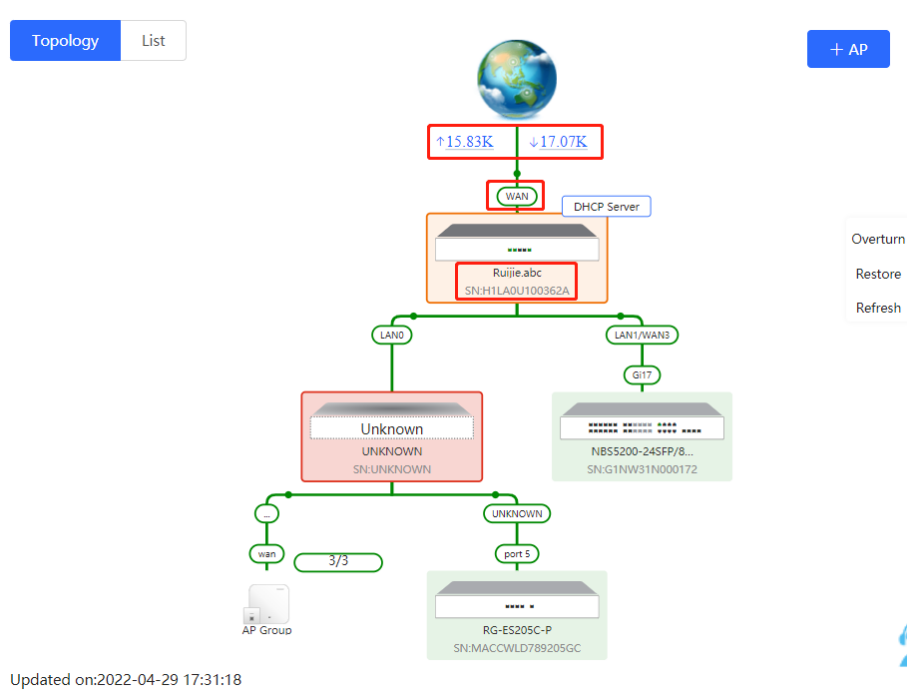 Topology
List
+ AP
↑15.83K
↓17.07K
WAN
DHCP Server
Ruijie.abc
SN:H1LA0U100362A
Overturn
Restore
Refresh
LAN0
LAN1/WAN3
Gi17
Unknown
UNKNOWN
SN:UNKNOWN
NBS5200-24SFP/8...
SN:G1NW31N000172
...
UNKNOWN
wan
3/3
port 5
AP Group
RG-ES205C-P
SN:MACCWLD789205GC
Updated on:2022-04-29 17:31:18